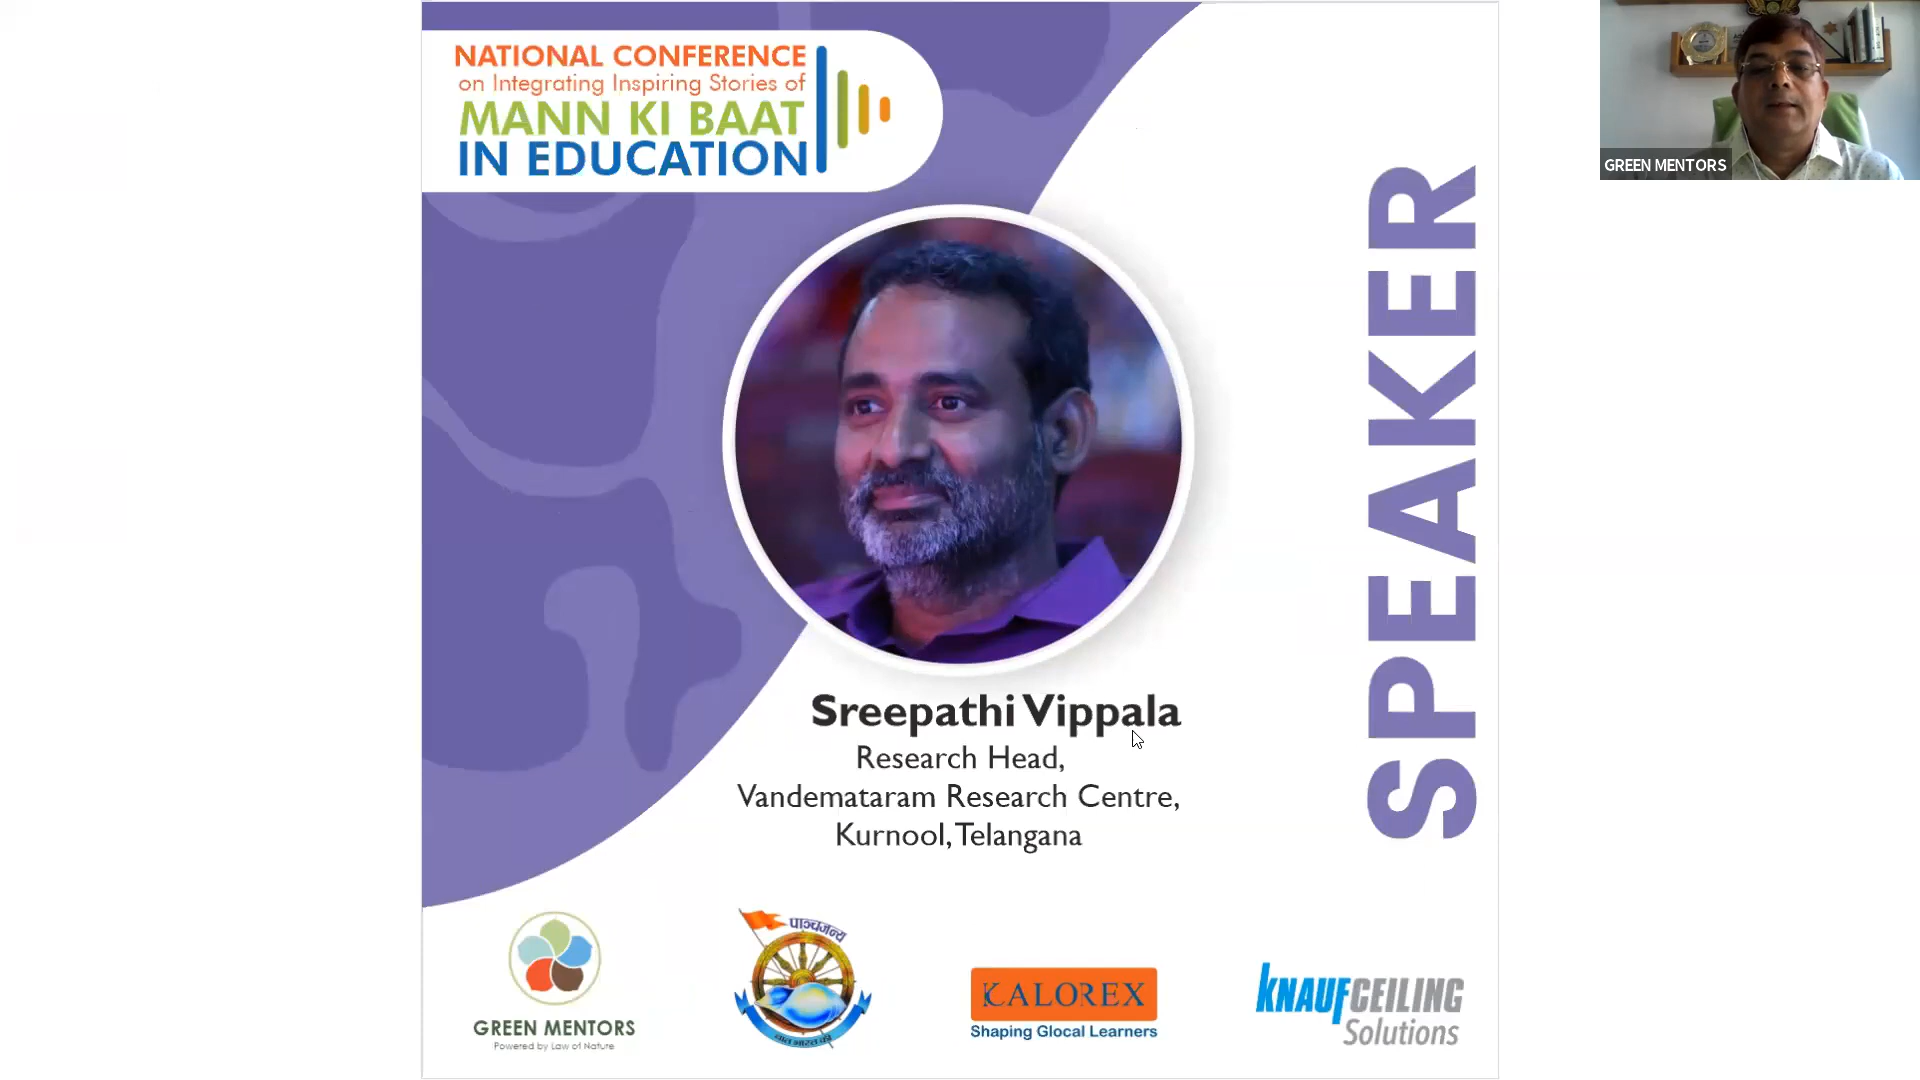 NATIONAL CONFERENCE
on Integrating Inspiring Stories of
MANN KI BAAT
IN EDUCATION
GREEN MENTORS
SPEAKER
Sreepathi Vippala
Research Head,
Vandemataram Research Centre,
Kurnool, Telangana
GREEN MENTORS
Powered by Law of Nature
पाञ्चजन्य
KALOREX
Shaping Glocal Learners
KNAUF CEILING
Solutions